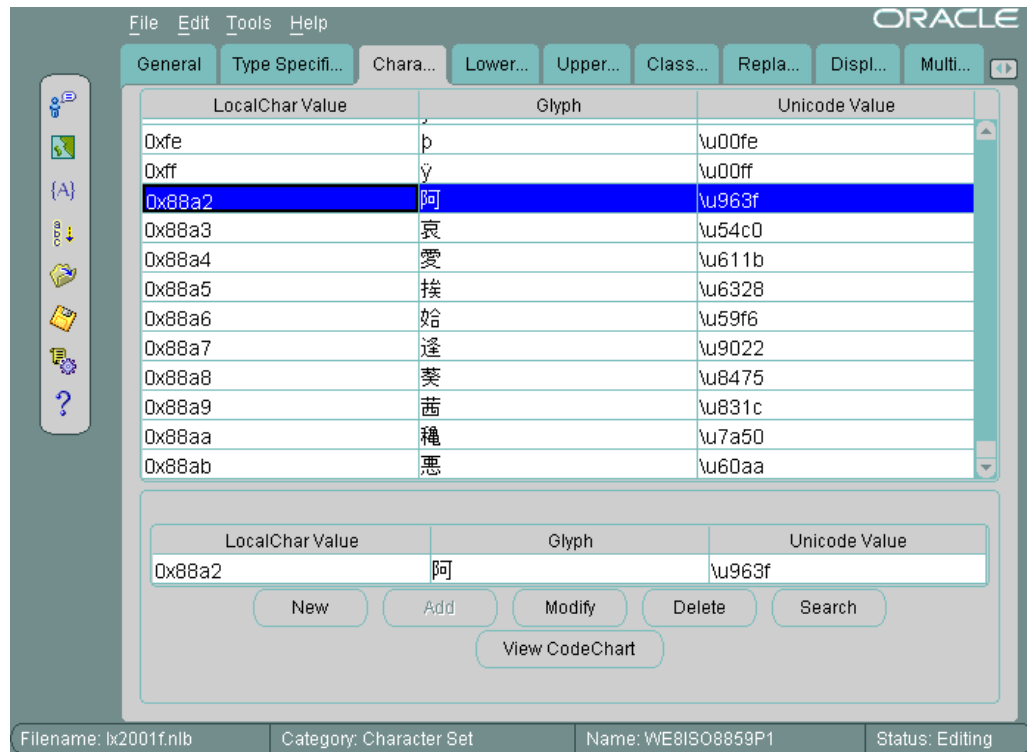 File Edit Tools Help
ORACLE
General Type Specifi... Chara... Lower... Upper... Class... Repla... Displ... Multi...
LocalChar Value Glyph Unicode Value
0xfe þ \u00fe
0xff ÿ \u00ff
0x88a2 阿 \u963f
0x88a3 哀 \u54c0
0x88a4 愛 \u611b
0x88a5 挨 \u6328
0x88a6 姶 \u59f6
0x88a7 逢 \u9022
0x88a8 葵 \u8475
0x88a9 茜 \u831c
0x88aa 穐 \u7a50
0x88ab 悪 \u60aa
LocalChar Value Glyph Unicode Value
0x88a2 阿 \u963f
New Add Modify Delete Search
View CodeChart
Filename: lx2001f.nlb Category: Character Set Name: WE8ISO8859P1 Status: Editing